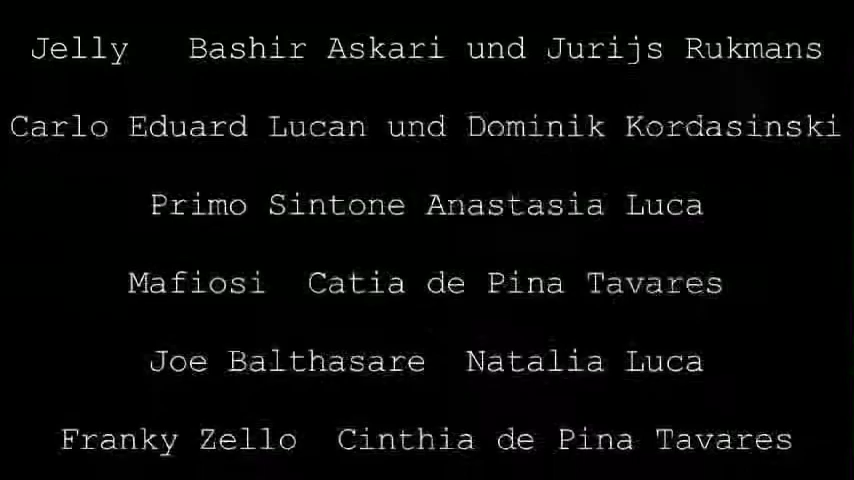 Jelly   Bashir Askari und Jurijs Rukmans
Carlo Eduard Lucan und Dominik Kordasinski
Primo Sintone Anastasia Luca
Mafiosi  Catia de Pina Tavares
Joe Balthasare  Natalia Luca
Franky Zello  Cinthia de Pina Tavares